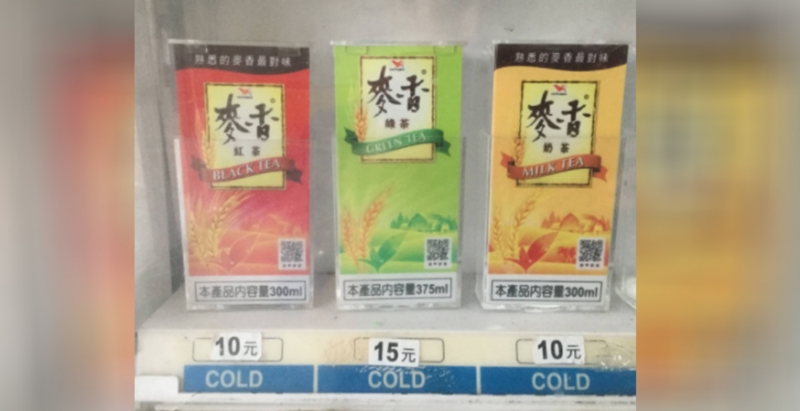 熟悉的麥香最對味
麥香
紅茶
BLACK TEA
本產品內容量300ml
10元
COLD
麥香
綠茶
GREEN TEA
本產品內容量375ml
15元
COLD
熟悉的麥香最對味
麥香
奶茶
MILK TEA
本產品內容量300ml
10元
COLD